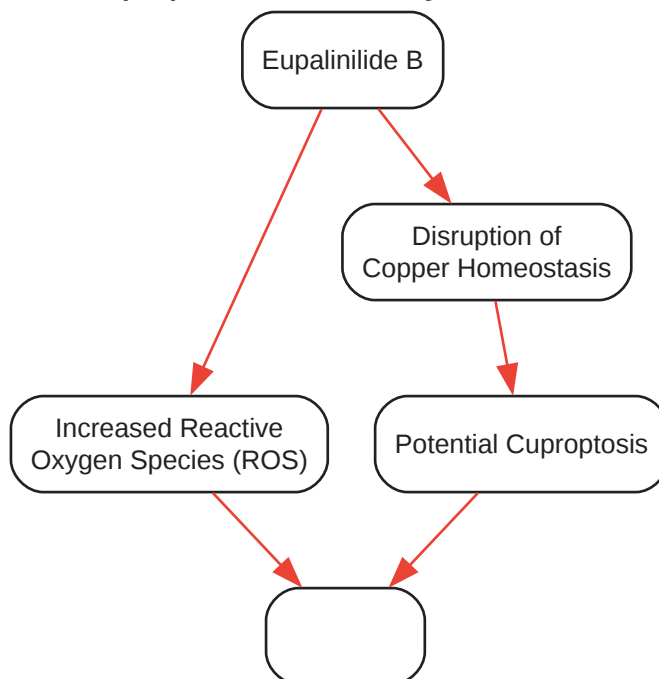 Eupalinilide B
Disruption of
Copper Homeostasis
Increased Reactive
Oxygen Species (ROS)
Potential Cuproptosis